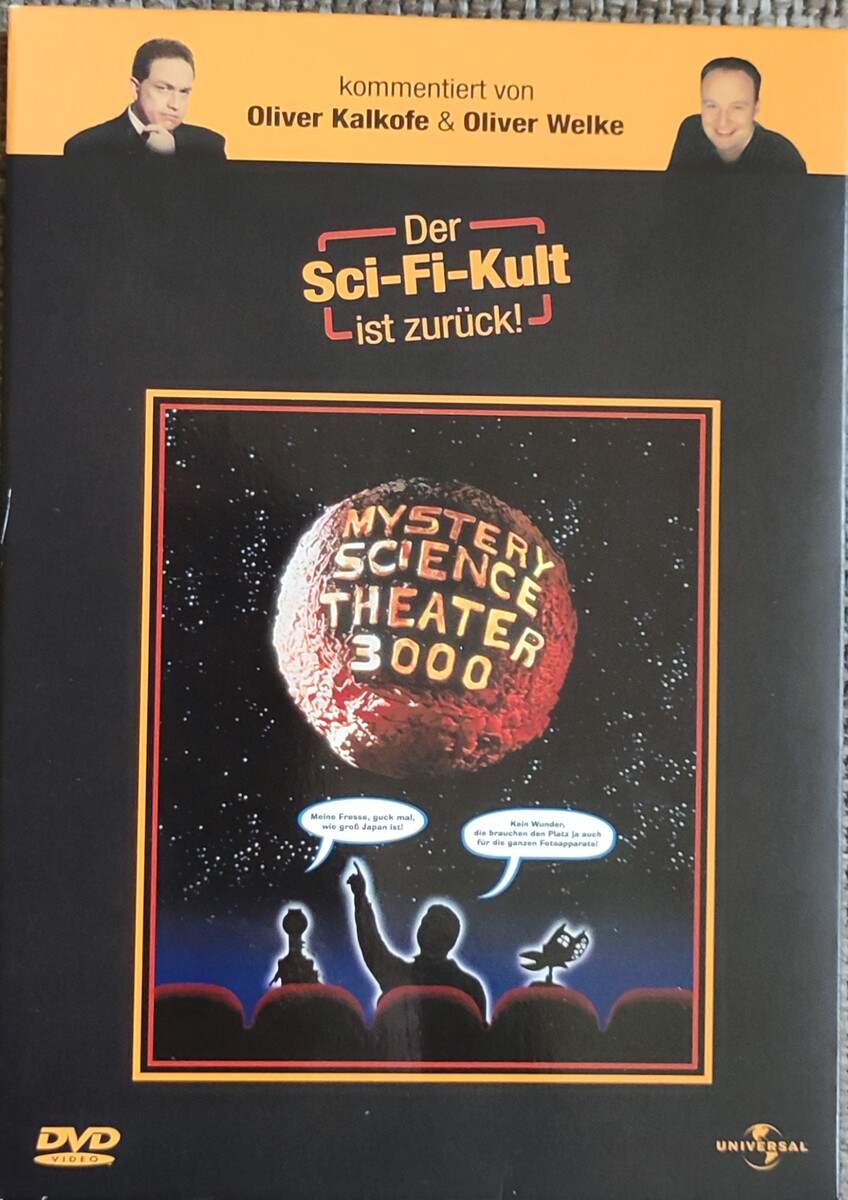 kommentiert von
Oliver Kalkofe & Oliver Welke
Der
Sci-Fi-Kult
ist zurück!
MYSTERY
SCIENCE
THEATER
3000
Meine Fresse, guck mal,
wie groß Japan ist!
Kein Wunder,
die brauchen den Platz ja auch
für die ganzen Fotoapparate!
DVD
VIDEO
UNIVERSAL